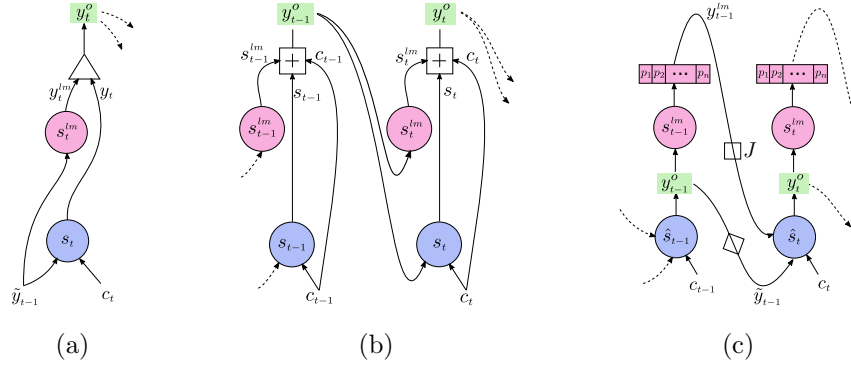 y_t^o
y_t^{lm} y_t
s_t^{lm}
s_t
ỹ_{t-1} c_t
(a)
y_{t-1}^o y_t^o
s_{t-1}^{lm} + c_{t-1} s_t^{lm} + c_t
s_{t-1} s_t
s_{t-1}^{lm} s_t^{lm}
s_{t-1} s_t
c_{t-1} c_t
(b)
y_{t-1}^{lm}
p_1 p_2 ... p_n p_1 p_2 ... p_n
s_{t-1}^{lm} s_t^{lm}
J
y_{t-1}^o y_t^o
ŝ_{t-1} ŝ_t
c_{t-1} ỹ_{t-1} c_t
(c)